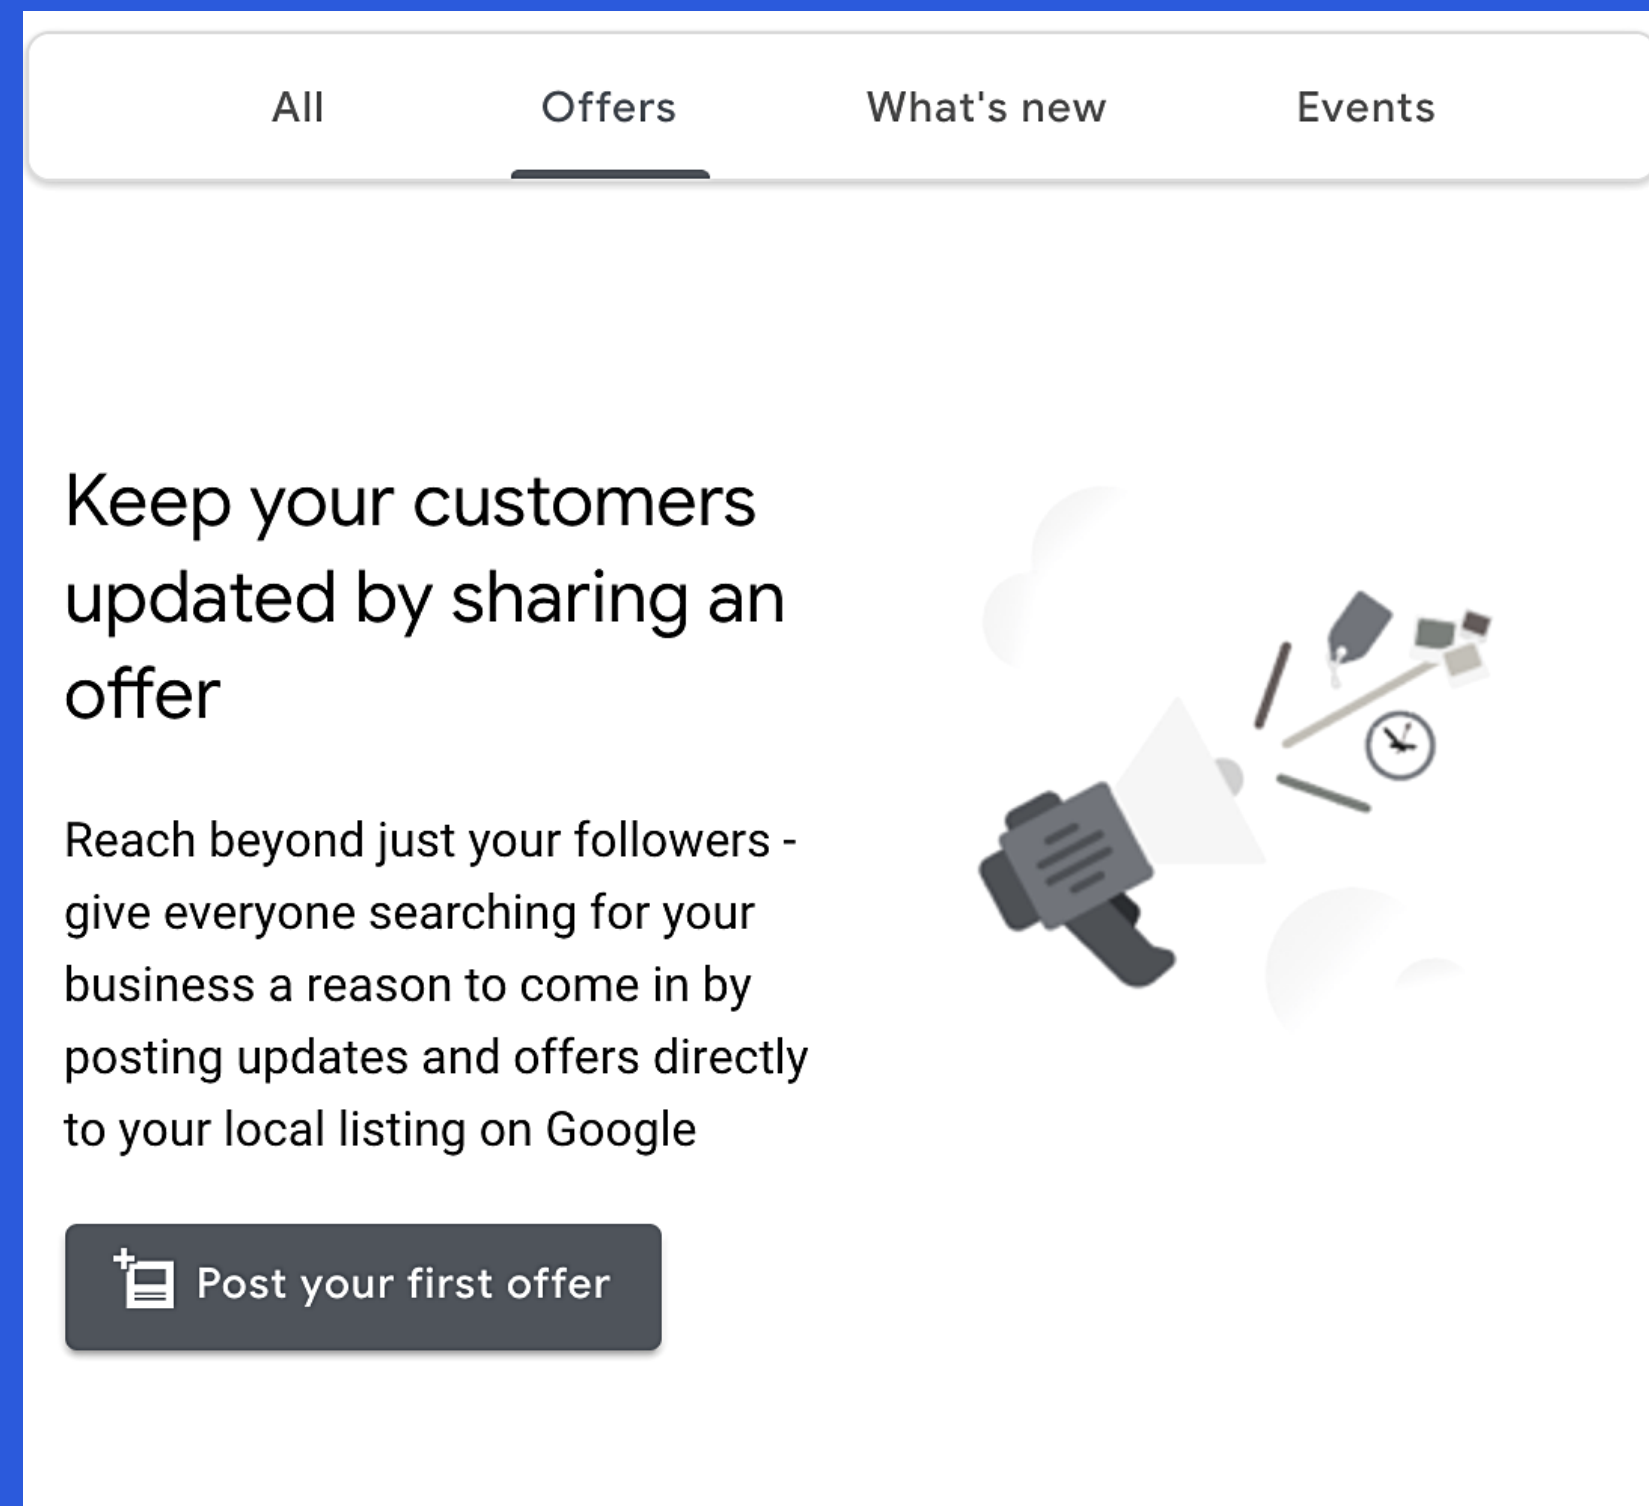 All
Offers
What's new
Events
Keep your customers
updated by sharing an
offer
Reach beyond just your followers -
give everyone searching for your
business a reason to come in by
posting updates and offers directly
to your local listing on Google
Post your first offer